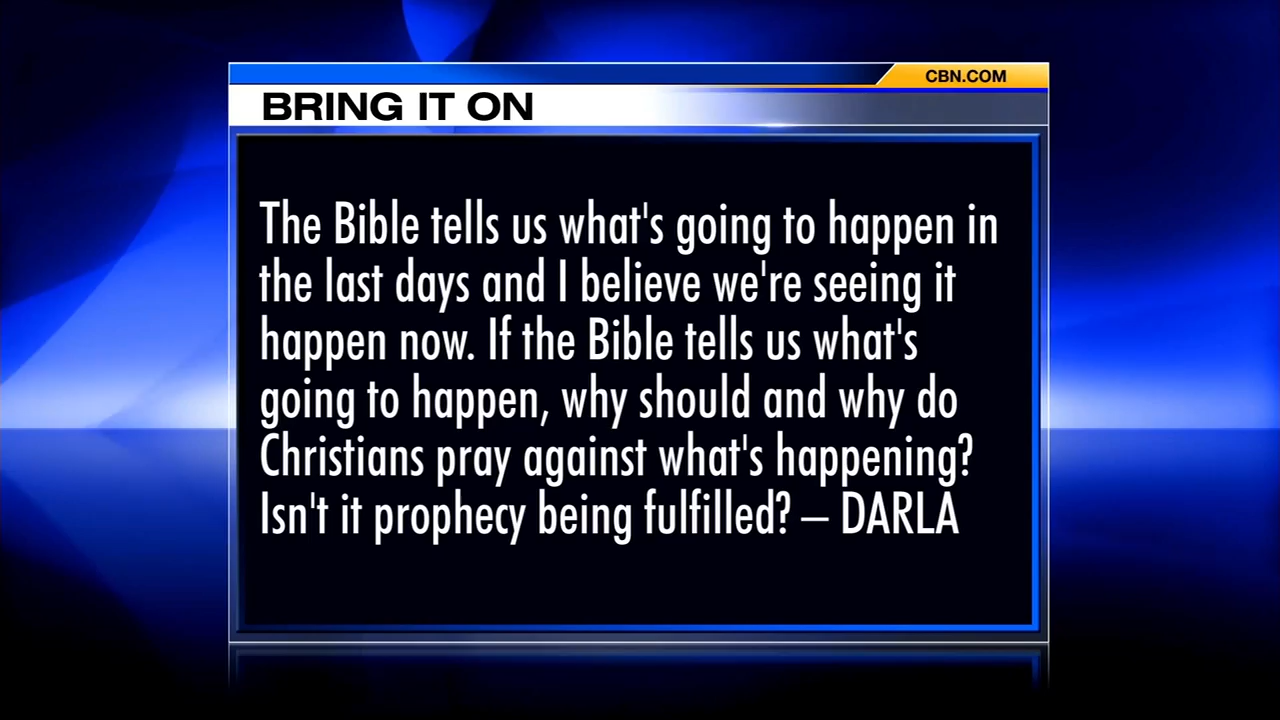 CBN.COM
BRING IT ON
The Bible tells us what's going to happen in
the last days and I believe we're seeing it
happen now. If the Bible tells us what's
going to happen, why should and why do
Christians pray against what's happening?
Isn't it prophecy being fulfilled? – DARLA